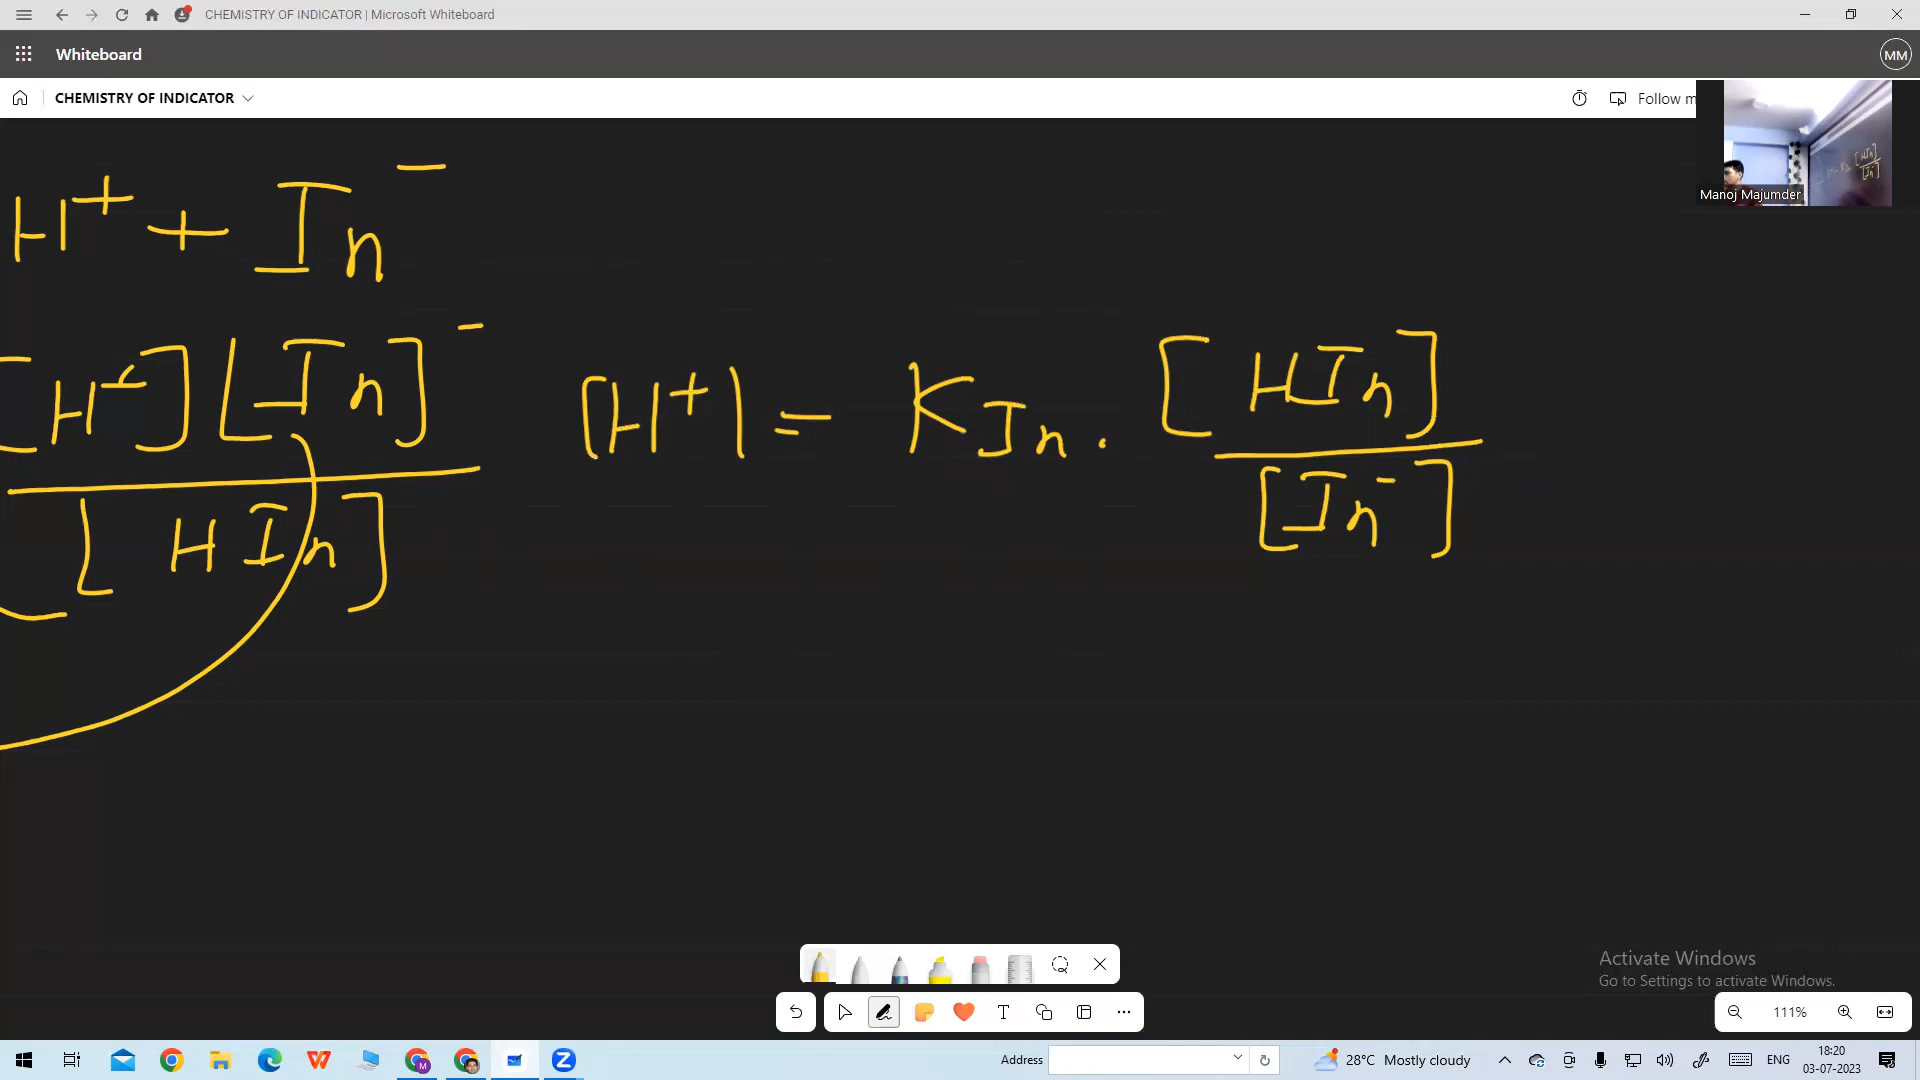 CHEMISTRY OF INDICATOR | Microsoft Whiteboard
Whiteboard
MM
CHEMISTRY OF INDICATOR
Follow m
Manoj Majumder
H⁺ + In⁻
[H⁺][In]⁻
[HIn]
[H⁺] = K_In . [HIn]
[In⁻]
Activate Windows
Go to Settings to activate Windows.
111%
Address
28°C Mostly cloudy
ENG
18:20
03-07-2023